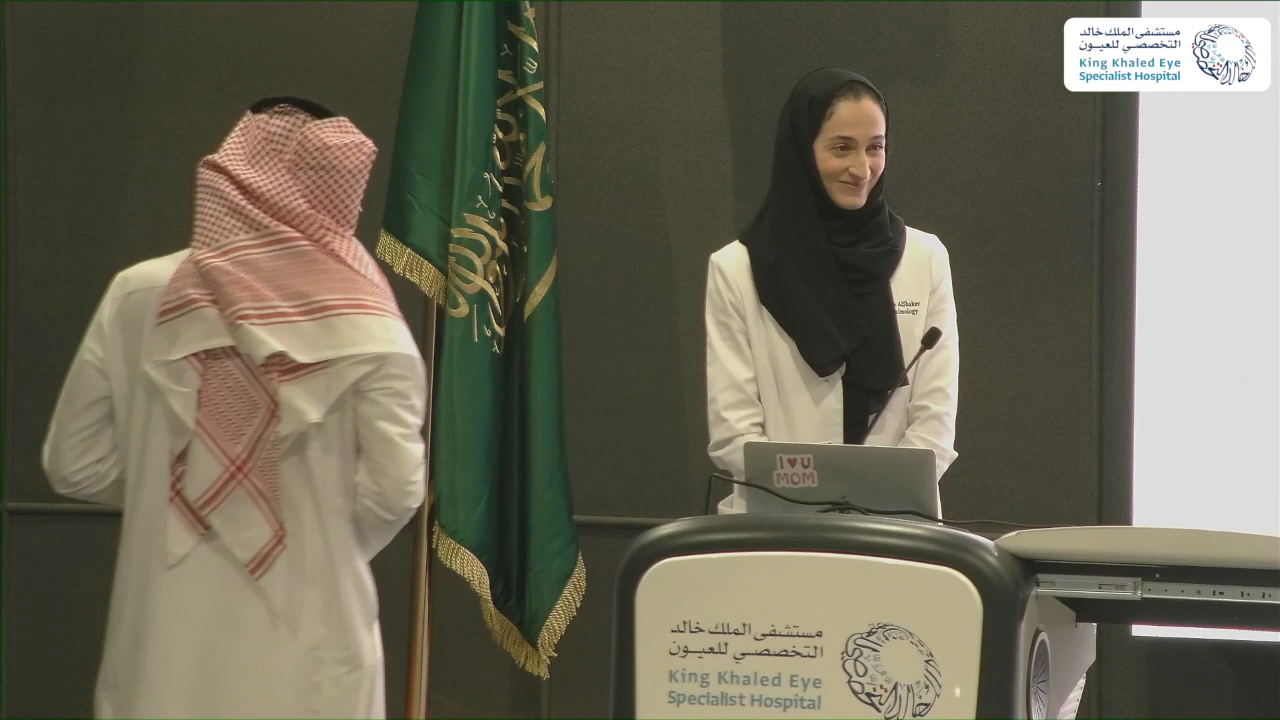 مستشفى الملك خالد
التخصصي للعيون
King Khaled Eye
Specialist Hospital
AlShaker
I ♥ U
MOM
مستشفى الملك خالد
التخصصي للعيون
King Khaled Eye
Specialist Hospital